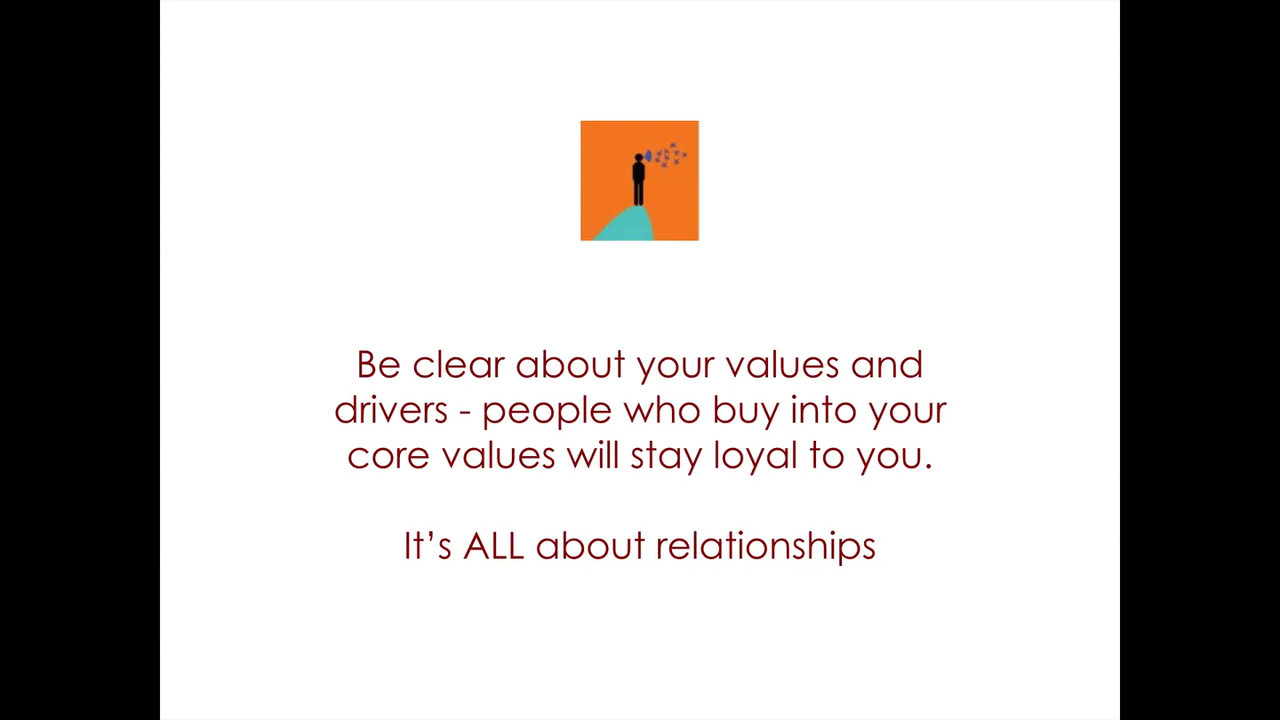 Be clear about your values and
drivers - people who buy into your
core values will stay loyal to you.
It’s ALL about relationships